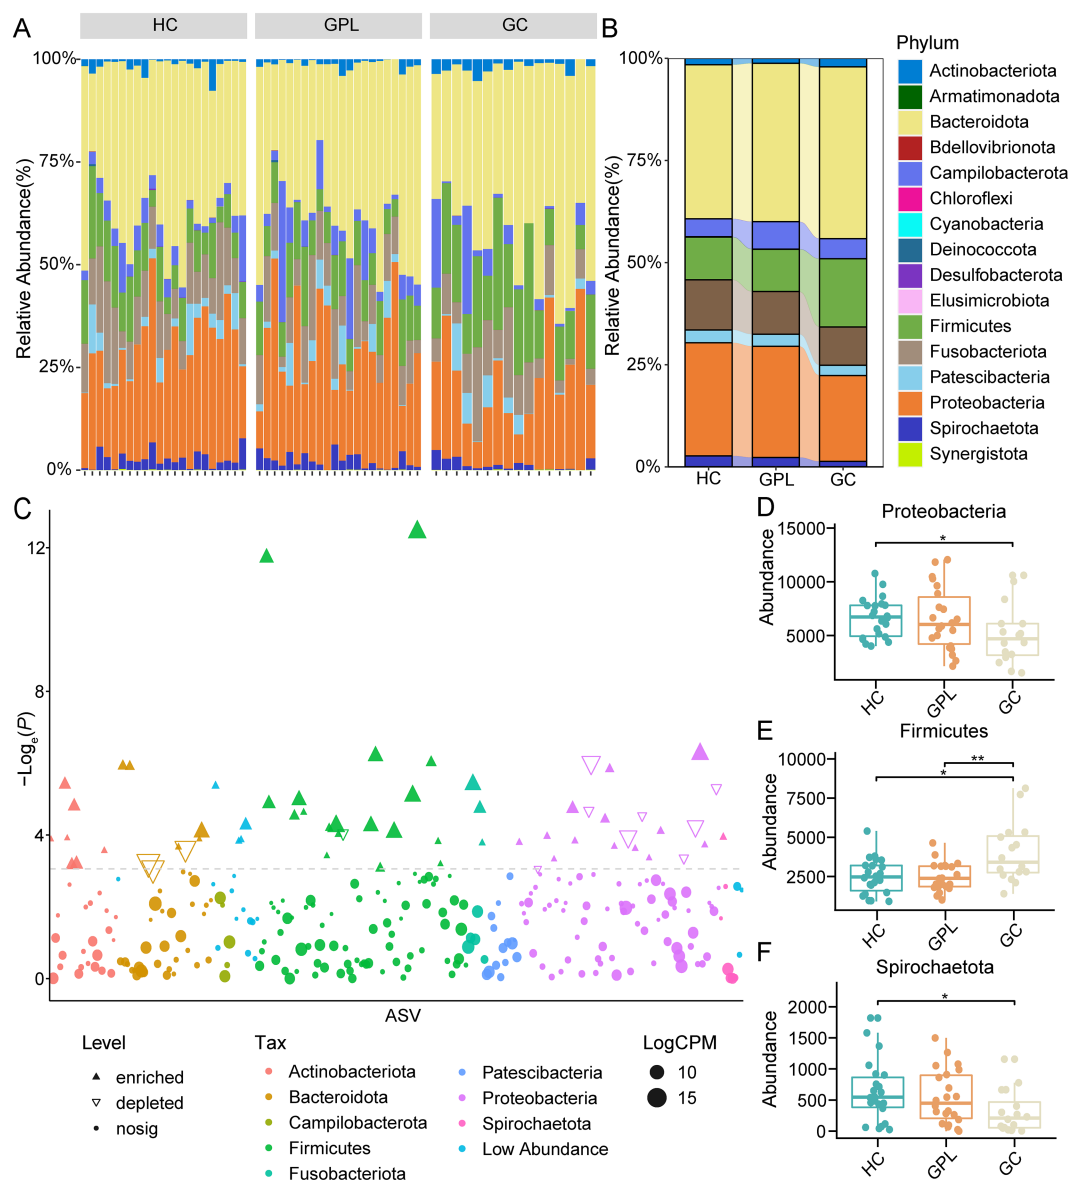 A
HC
GPL
GC
Relative Abundance(%)
100%
75%
50%
25%
0%
B
Relative Abundance(%)
100%
75%
50%
25%
0%
HC
GPL
GC
Phylum
Actinobacteriota
Armatimonadota
Bacteroidota
Bdellovibrionota
Campilobacterota
Chloroflexi
Cyanobacteria
Deinococcota
Desulfobacterota
Elusimicrobiota
Firmicutes
Fusobacteriota
Patescibacteria
Proteobacteria
Spirochaetota
Synergistota
C
−Logₑ(P)
12
8
4
0
ASV
Level
enriched
depleted
nosig
Tax
Actinobacteriota
Bacteroidota
Campilobacterota
Firmicutes
Fusobacteriota
Patescibacteria
Proteobacteria
Spirochaetota
Low Abundance
LogCPM
10
15
D
Proteobacteria
Abundance
15000
10000
5000
*
HC
GPL
GC
E
Firmicutes
Abundance
10000
7500
5000
2500
**
*
HC
GPL
GC
F
Spirochaetota
Abundance
2000
1500
1000
500
0
*
HC
GPL
GC